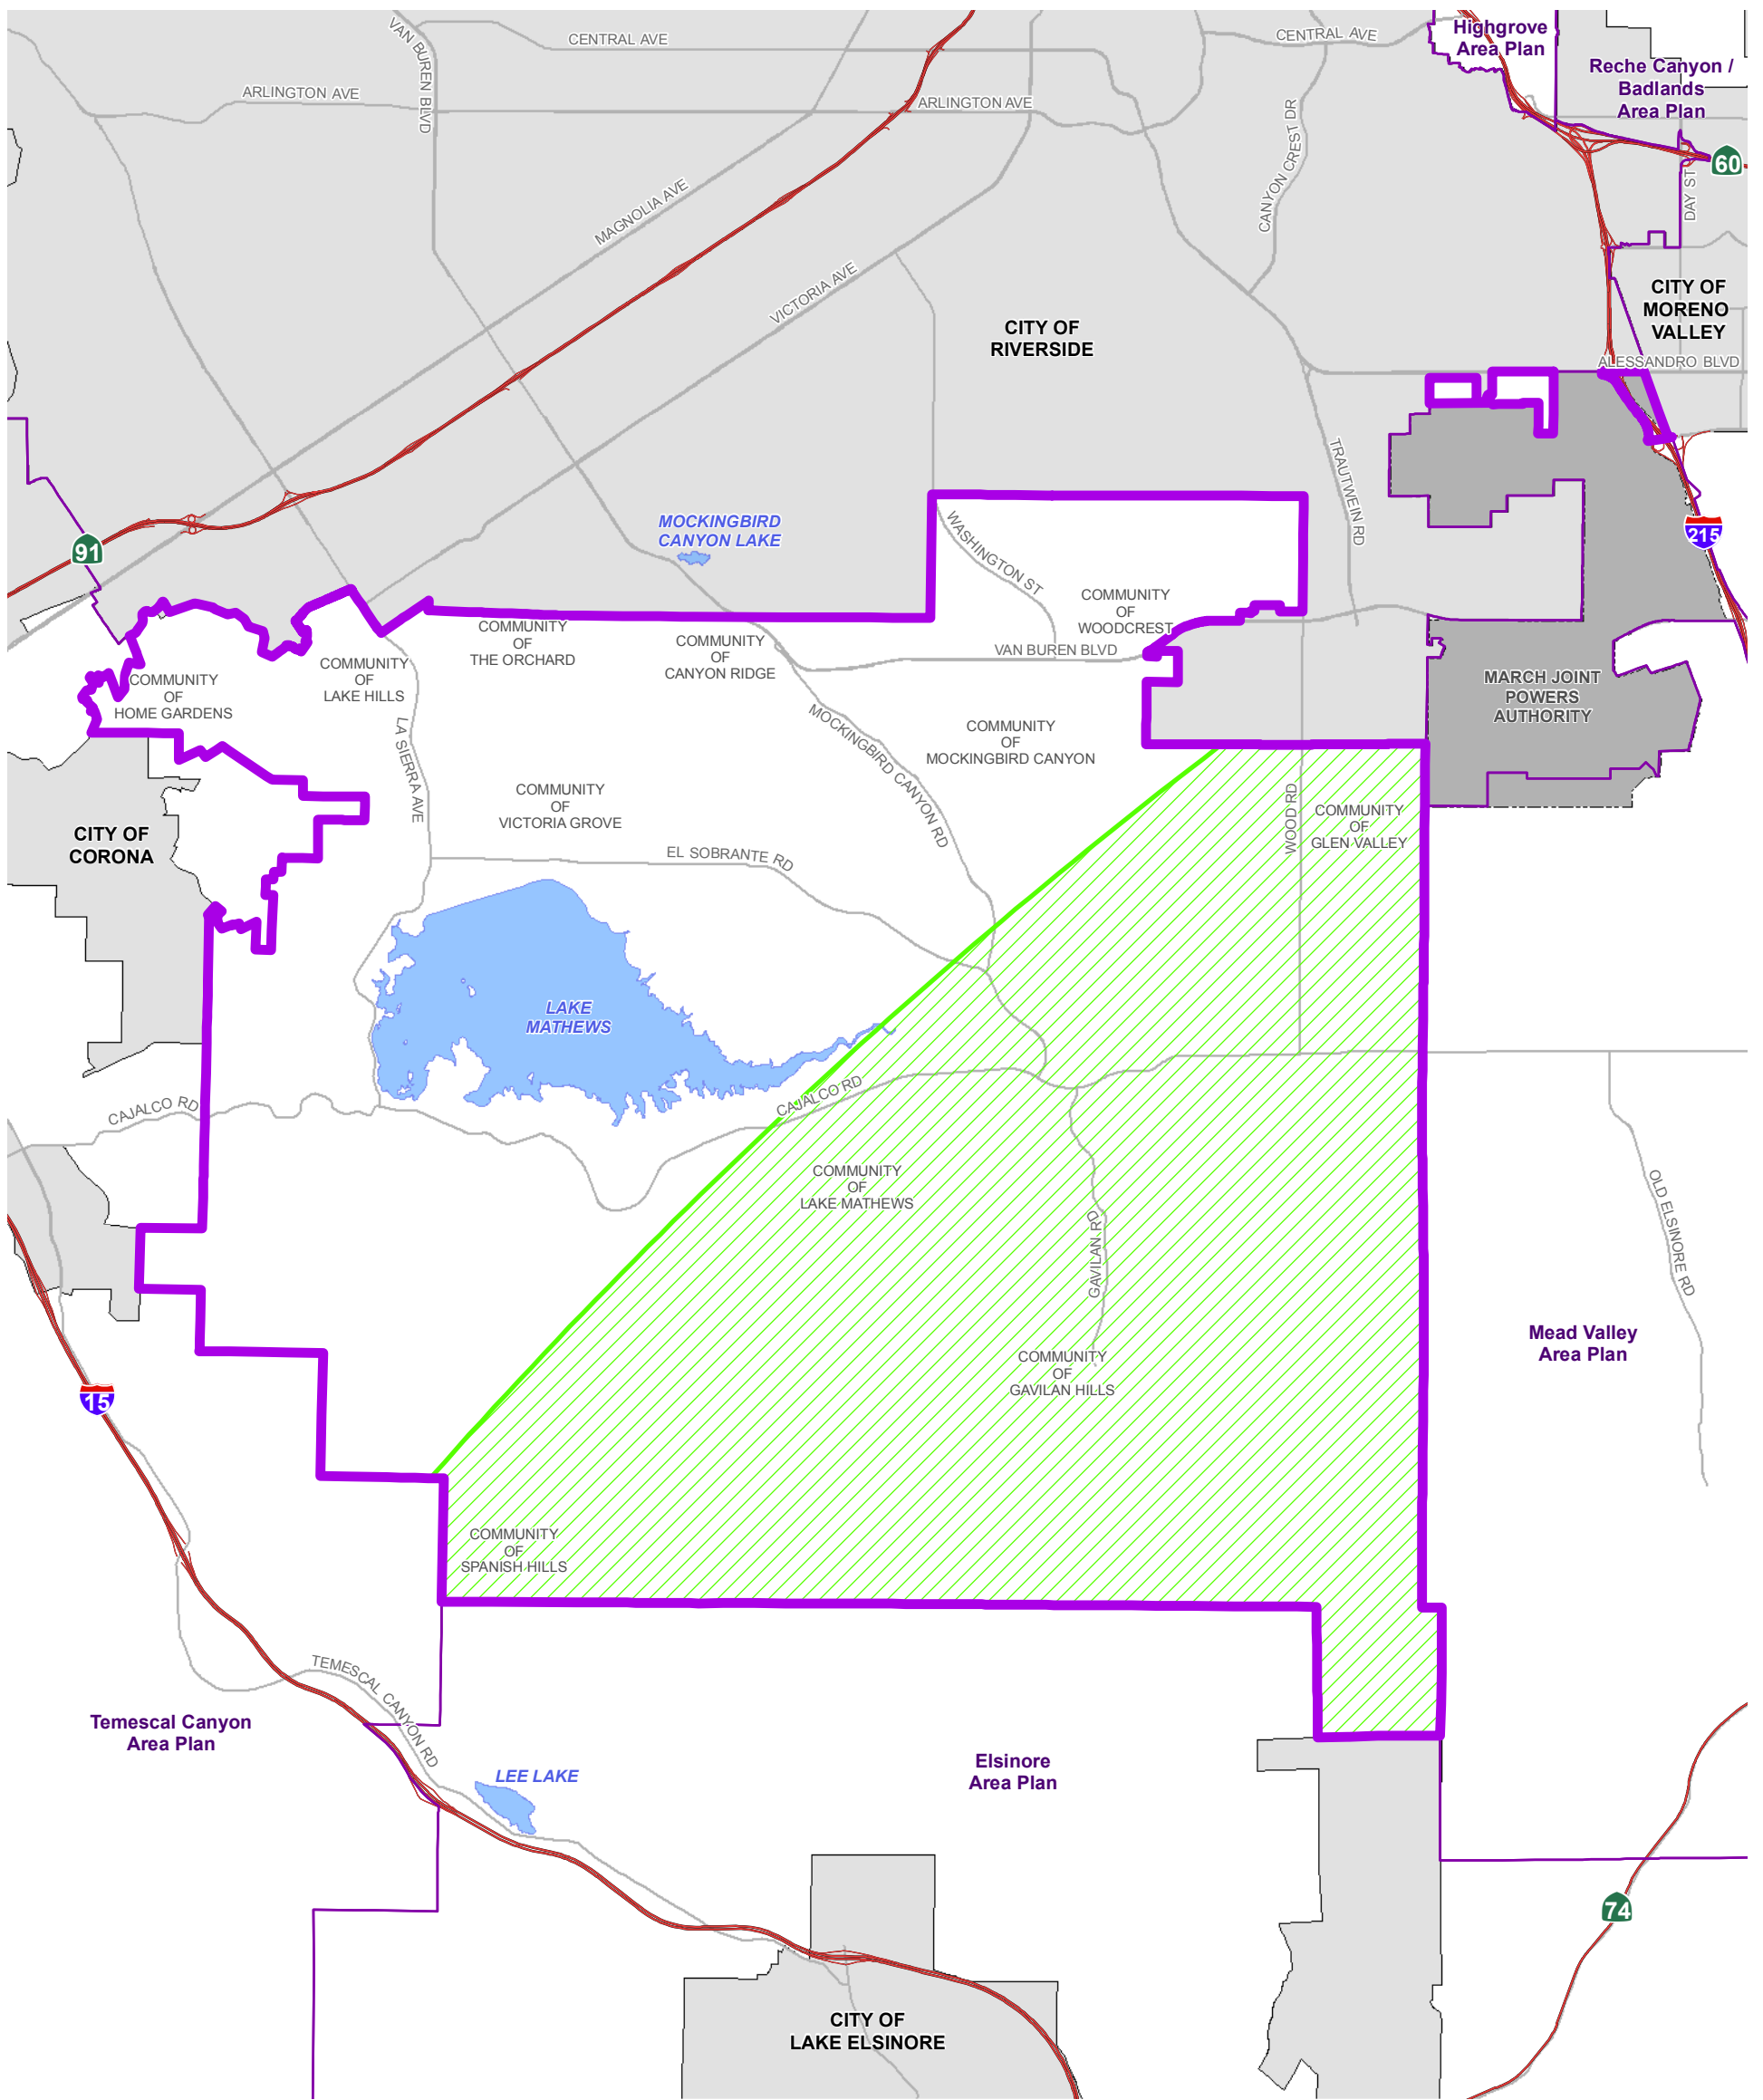 VAN BUREN BLVD
CENTRAL AVE
CENTRAL AVE
Highgrove
Area Plan
Reche Canyon /
Badlands
Area Plan
ARLINGTON AVE
ARLINGTON AVE
CANYON CREST DR
60
DAY ST
MAGNOLIA AVE
VICTORIA AVE
CITY OF
RIVERSIDE
CITY OF
MORENO
VALLEY
ALESSANDRO BLVD
TRAUTWEIN RD
91
MOCKINGBIRD
CANYON LAKE
WASHINGTON ST
215
COMMUNITY
OF
WOODCREST
COMMUNITY
OF
THE ORCHARD
COMMUNITY
OF
CANYON RIDGE
VAN BUREN BLVD
COMMUNITY
OF
LAKE HILLS
COMMUNITY
OF
HOME GARDENS
MARCH JOINT
POWERS
AUTHORITY
LA SIERRA AVE
MOCKINGBIRD CANYON RD
COMMUNITY
OF
MOCKINGBIRD CANYON
COMMUNITY
OF
VICTORIA GROVE
WOOD RD
COMMUNITY
OF
GLEN VALLEY
CITY OF
CORONA
EL SOBRANTE RD
LAKE
MATHEWS
CAJALCO RD
CAJALCO RD
COMMUNITY
OF
LAKE MATHEWS
GAVILAN RD
OLD ELSINORE RD
Mead Valley
Area Plan
COMMUNITY
OF
GAVILAN HILLS
15
COMMUNITY
OF
SPANISH HILLS
TEMESCAL CANYON RD
Temescal Canyon
Area Plan
LEE LAKE
Elsinore
Area Plan
74
CITY OF
LAKE ELSINORE